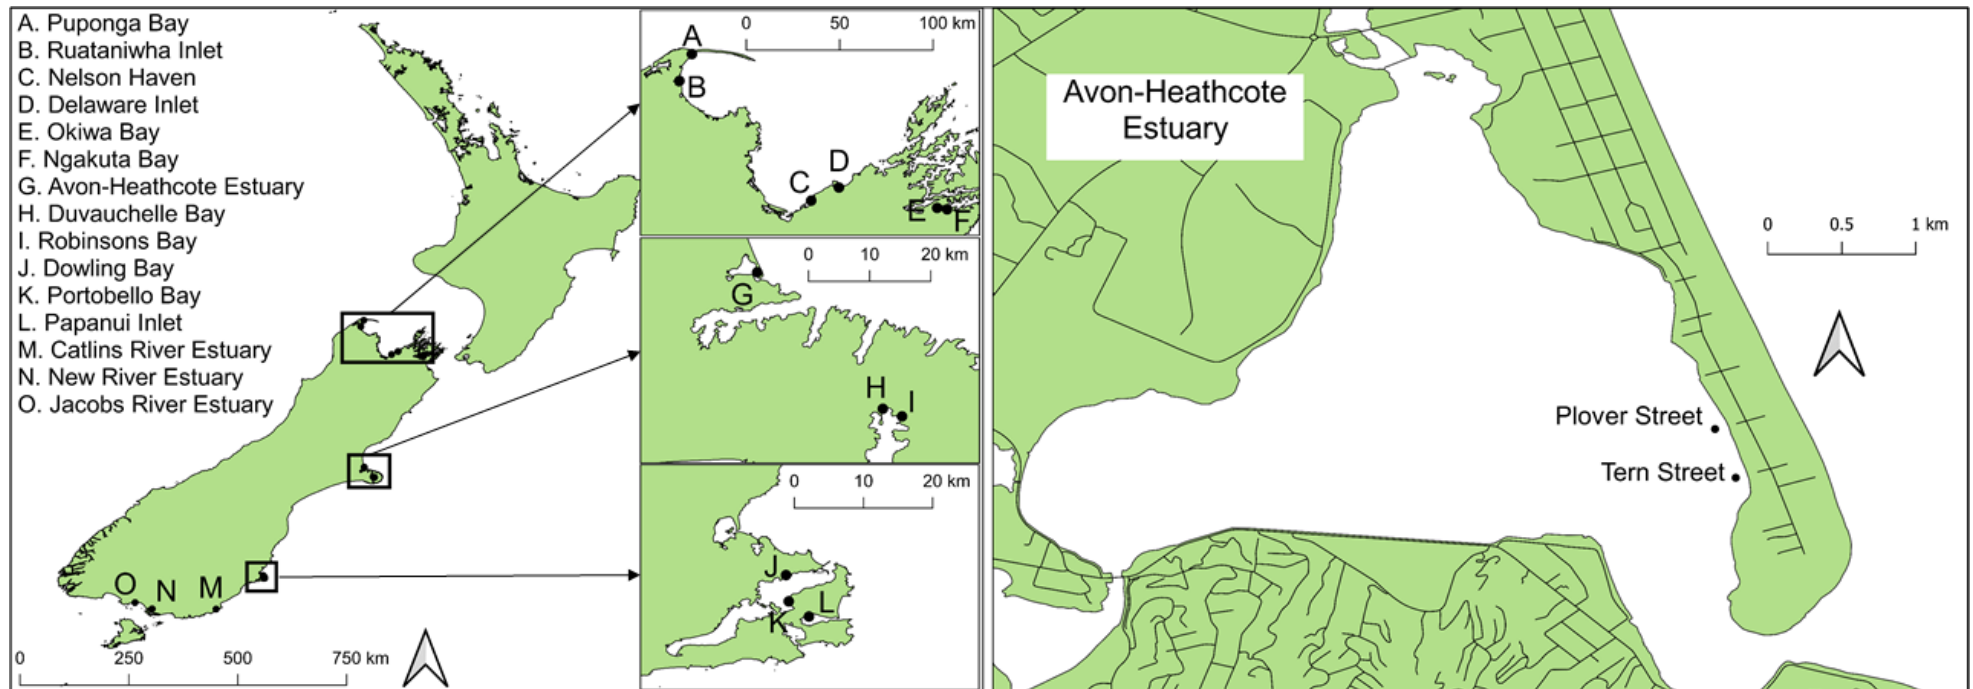 A. Puponga Bay
B. Ruataniwha Inlet
C. Nelson Haven
D. Delaware Inlet
E. Okiwa Bay
F. Ngakuta Bay
G. Avon-Heathcote Estuary
H. Duvauchelle Bay
I. Robinsons Bay
J. Dowling Bay
K. Portobello Bay
L. Papanui Inlet
M. Catlins River Estuary
N. New River Estuary
O. Jacobs River Estuary
O N M
0 250 500 750 km
0 50 100 km
A
B
C D
E F
0 10 20 km
G
H I
0 10 20 km
J
K L
Avon-Heathcote
Estuary
0 0.5 1 km
Plover Street
Tern Street